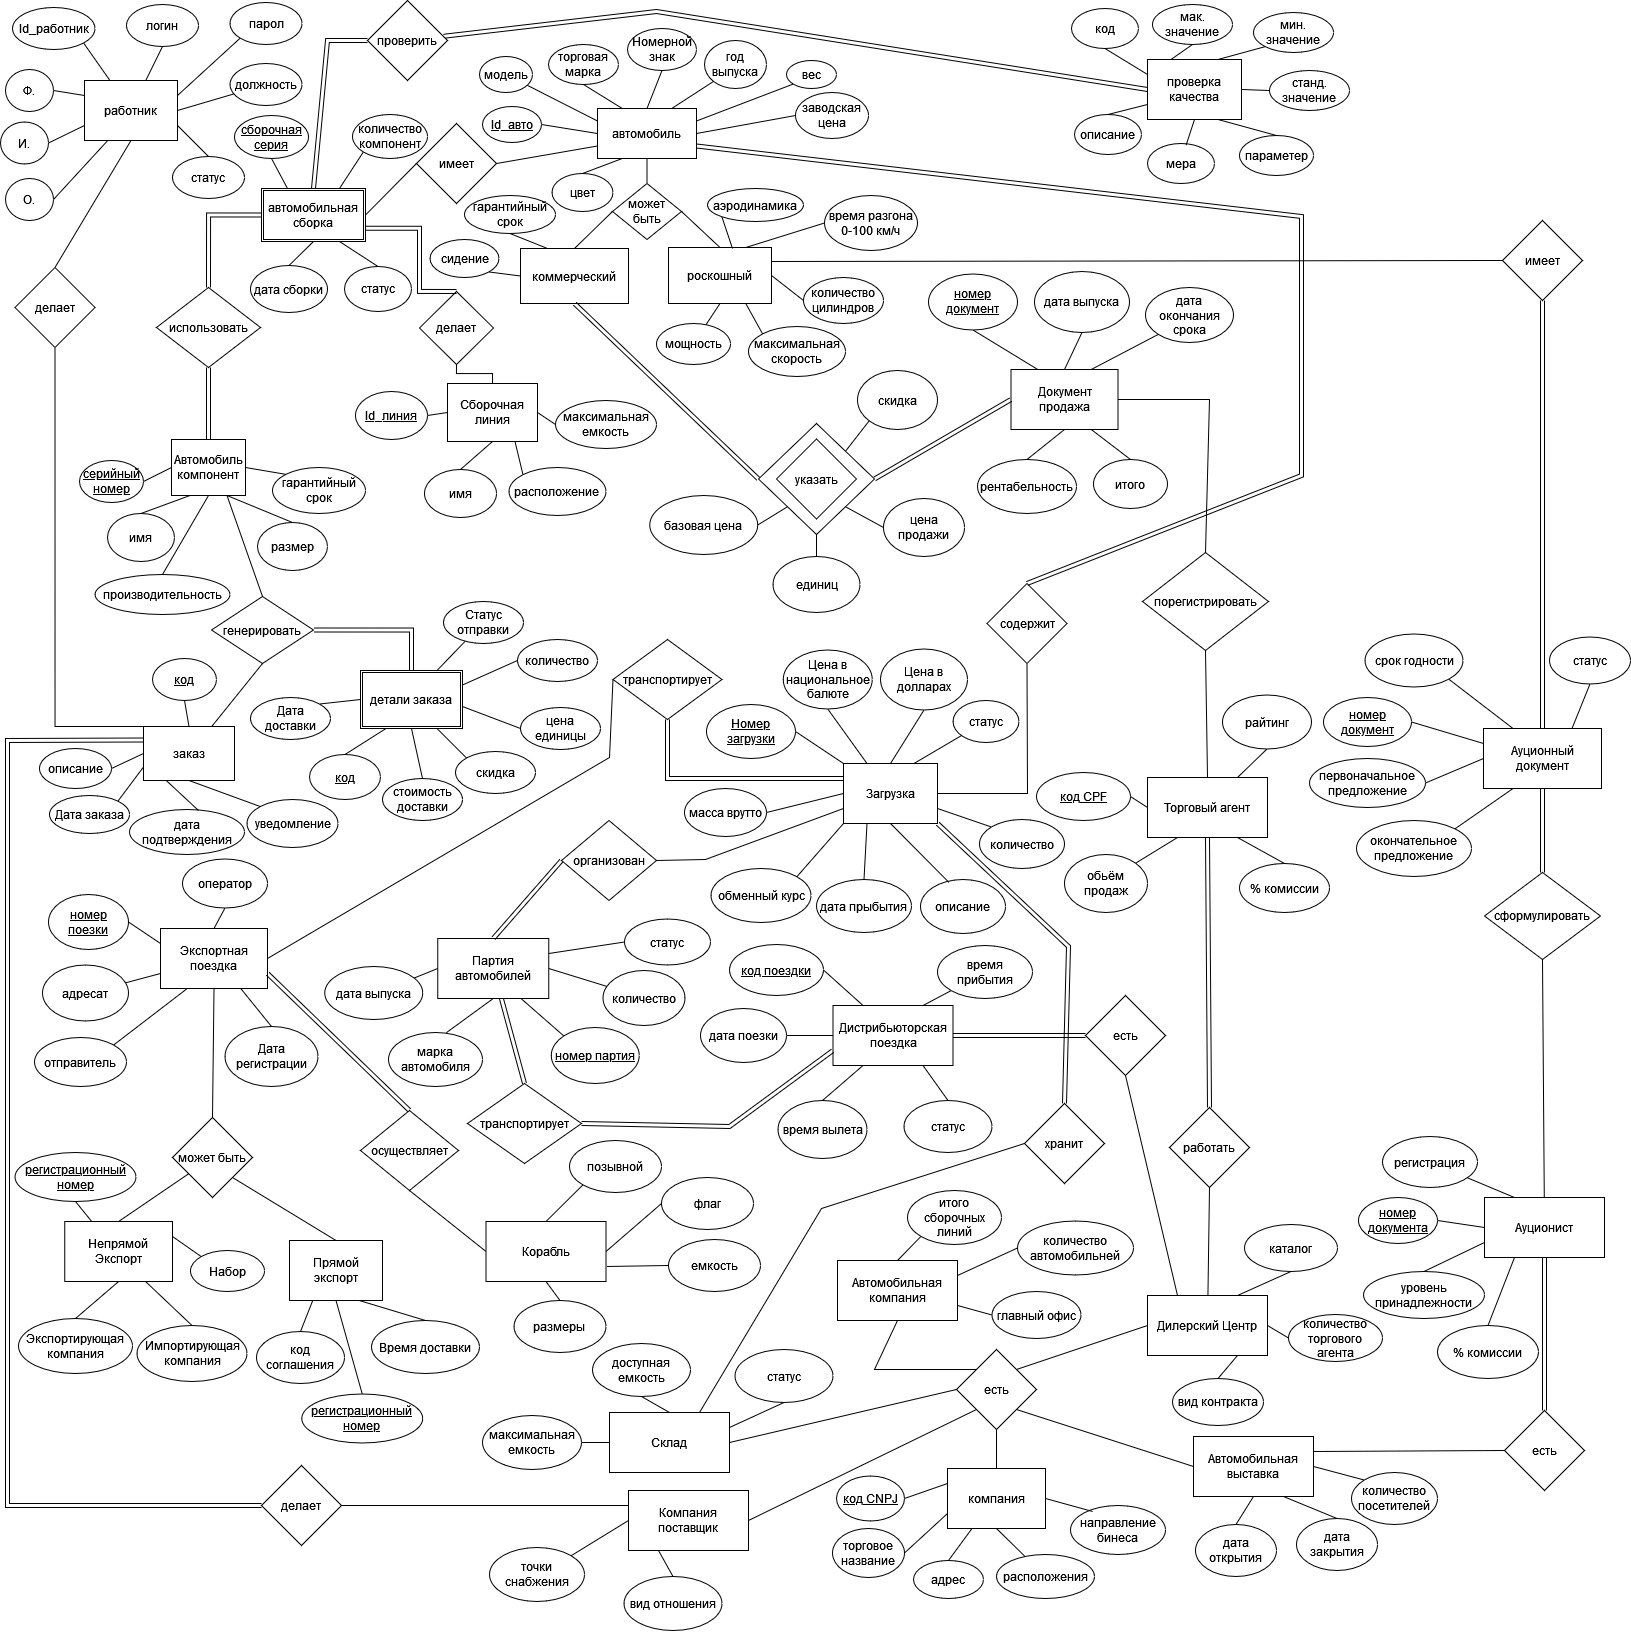 Id_работник
логин
парол
Ф.
должность
работник
И.
О.
статус
проверить
сборочная
серия
количество
компонент
имеет
автомобильная
сборка
дата сборки
статус
модель
торговая
марка
Номерной
знак
год
выпуска
вес
заводская
цена
Id_авто
автомобиль
цвет
может
быть
код
мак.
значение
мин.
значение
проверка
качества
станд.
значение
описание
мера
параметер
гарантийный
срок
сидение
коммерческий
аэродинамика
время разгона
0-100 км/ч
роскошный
количество
цилиндров
мощность
максимальная
скорость
имеет
делает
использовать
делает
Id_линия
Сборочная
линия
максимальная
емкость
имя
расположение
номер
документ
дата выпуска
дата
окончания
срока
Документ
продажа
рентабельность
итого
скидка
указать
базовая цена
цена
продажи
единиц
Автомобиль
компонент
серийный
номер
гарантийный
срок
имя
размер
производительность
генерировать
Статус
отправки
количество
детали заказа
Дата
доставки
цена
единицы
код
стоимость
доставки
скидка
код
заказ
описание
Дата заказа
дата
подтверждения
уведомление
транспортирует
содержит
порегистрировать
Цена в
национальное
балюте
Цена в
долларах
Номер
загрузки
статус
Загрузка
масса врутто
количество
обменный курс
дата прыбытия
описание
организован
райтинг
код CPF
Торговый агент
обьём
продаж
% комиссии
срок годности
статус
номер
документ
Ауционный
документ
первоначальное
предложение
окончательное
предложение
сформулировать
оператор
номер
поезки
Экспортная
поездка
адресат
отправитель
Дата
регистрации
Партия
автомобилей
статус
дата выпуска
количество
марка
автомобиля
номер партия
код поездки
время
прибытия
Дистрибьюторская
поездка
дата поезки
время вылета
статус
есть
транспортирует
осуществляет
хранит
работать
может быть
регистрационный
номер
Непрямой
Экспорт
Набор
Экспортирующая
компания
Импортирующая
компания
Прямой
экспорт
код
соглашения
Время доставки
регистрационный
номер
позывной
флаг
Корабль
емкость
размеры
итого
сборочных
линий
количество
автомобильней
Автомобильная
компания
главный офис
каталог
Дилерский Центр
количество
торгового
агента
вид контракта
регистрация
номер
документа
Ауционист
уровень
принадлежности
% комиссии
доступная
емкость
статус
максимальная
емкость
Склад
есть
есть
Автомобильная
выставка
количество
посетителей
дата
открытия
дата
закрытия
делает
Компания
поставщик
точки
снабжения
вид отношения
код CNPJ
компания
направление
бинеса
торговое
название
адрес
расположения